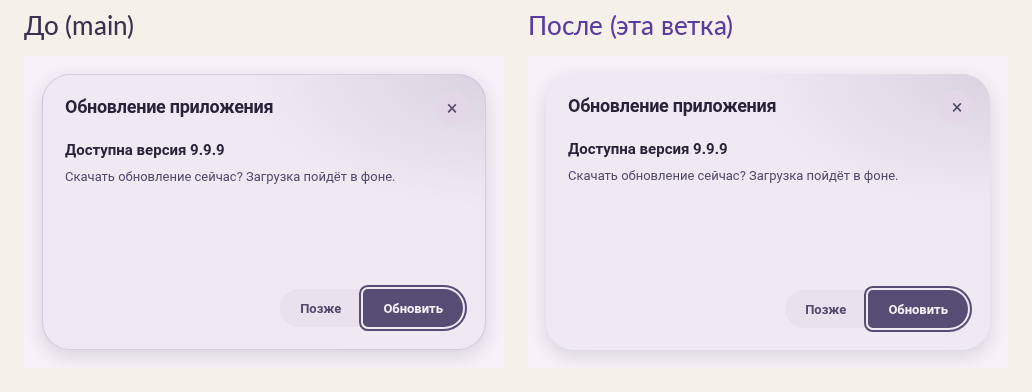 До (main)
После (эта ветка)
Обновление приложения
×
Доступна версия 9.9.9
Скачать обновление сейчас? Загрузка пойдёт в фоне.
Позже
Обновить
Обновление приложения
×
Доступна версия 9.9.9
Скачать обновление сейчас? Загрузка пойдёт в фоне.
Позже
Обновить